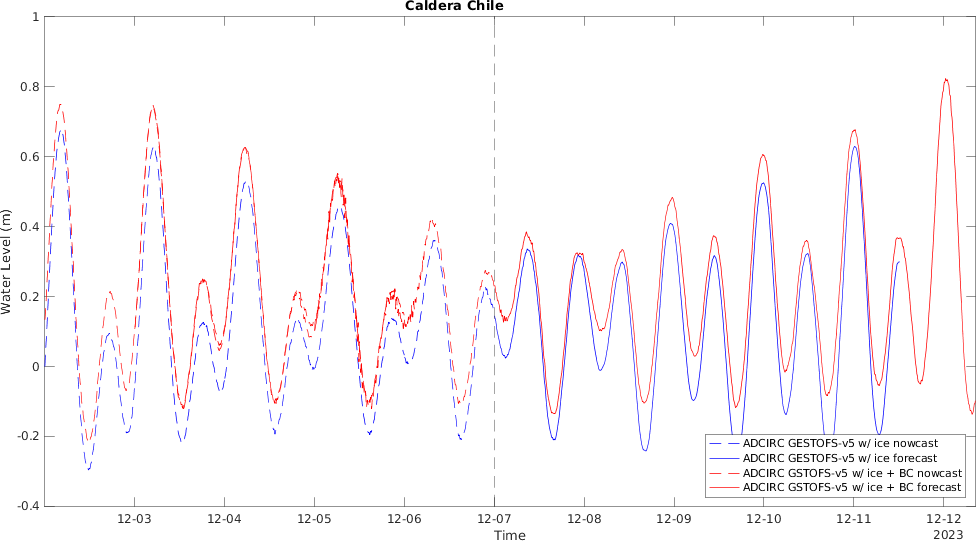 Caldera Chile
1
0.8
0.6
0.4
0.2
0
-0.2
-0.4
Water Level (m)
ADCIRC GESTOFS-v5 w/ ice nowcast
ADCIRC GESTOFS-v5 w/ ice forecast
ADCIRC GSTOFS-v5 w/ ice + BC nowcast
ADCIRC GSTOFS-v5 w/ ice + BC forecast
12-03 12-04 12-05 12-06 12-07 12-08 12-09 12-10 12-11 12-12
Time 2023